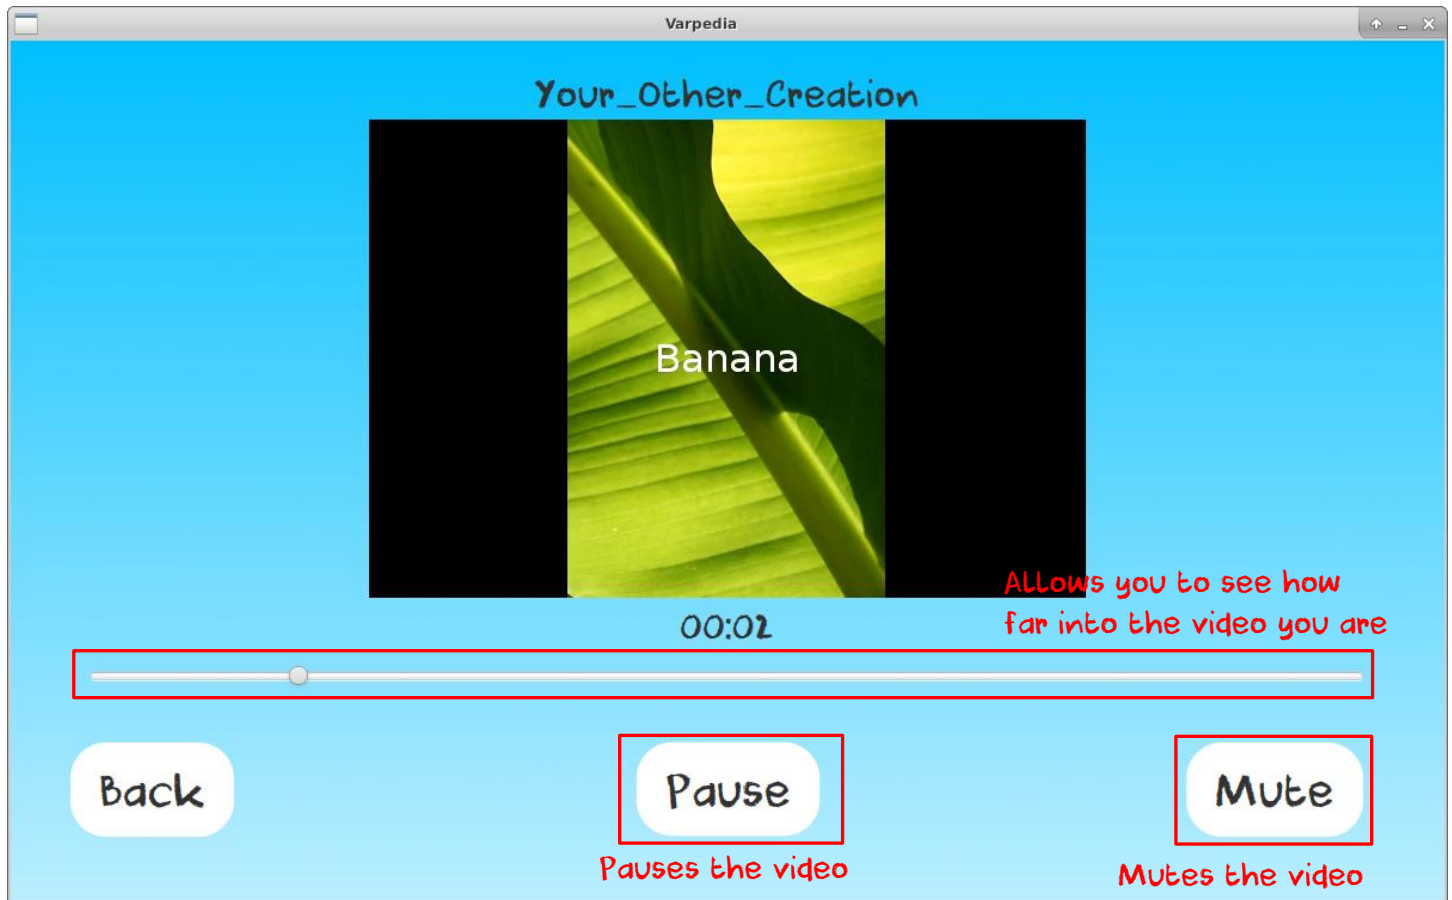 Varpedia
Your_Other_Creation
Banana
Allows you to see how
far into the video you are
00:02
Back
Pause
Mute
Pauses the video
Mutes the video